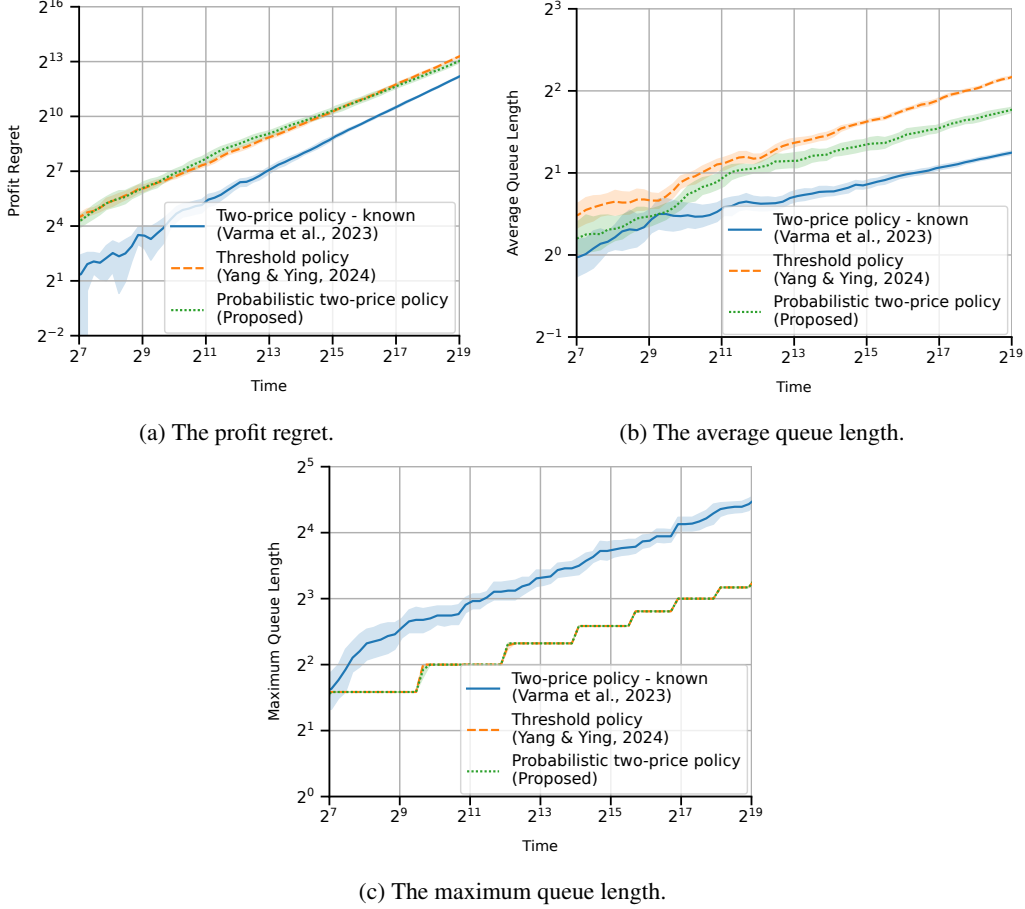 2^16
2^13
2^10
2^7
2^4
2^1
2^-2
Profit Regret
2^7 2^9 2^11 2^13 2^15 2^17 2^19
Time
Two-price policy - known
(Varma et al., 2023)
Threshold policy
(Yang & Ying, 2024)
Probabilistic two-price policy
(Proposed)
(a) The profit regret.
2^3
2^2
2^1
2^0
2^-1
Average Queue Length
2^7 2^9 2^11 2^13 2^15 2^17 2^19
Time
Two-price policy - known
(Varma et al., 2023)
Threshold policy
(Yang & Ying, 2024)
Probabilistic two-price policy
(Proposed)
(b) The average queue length.
2^5
2^4
2^3
2^2
2^1
2^0
Maximum Queue Length
2^7 2^9 2^11 2^13 2^15 2^17 2^19
Time
Two-price policy - known
(Varma et al., 2023)
Threshold policy
(Yang & Ying, 2024)
Probabilistic two-price policy
(Proposed)
(c) The maximum queue length.